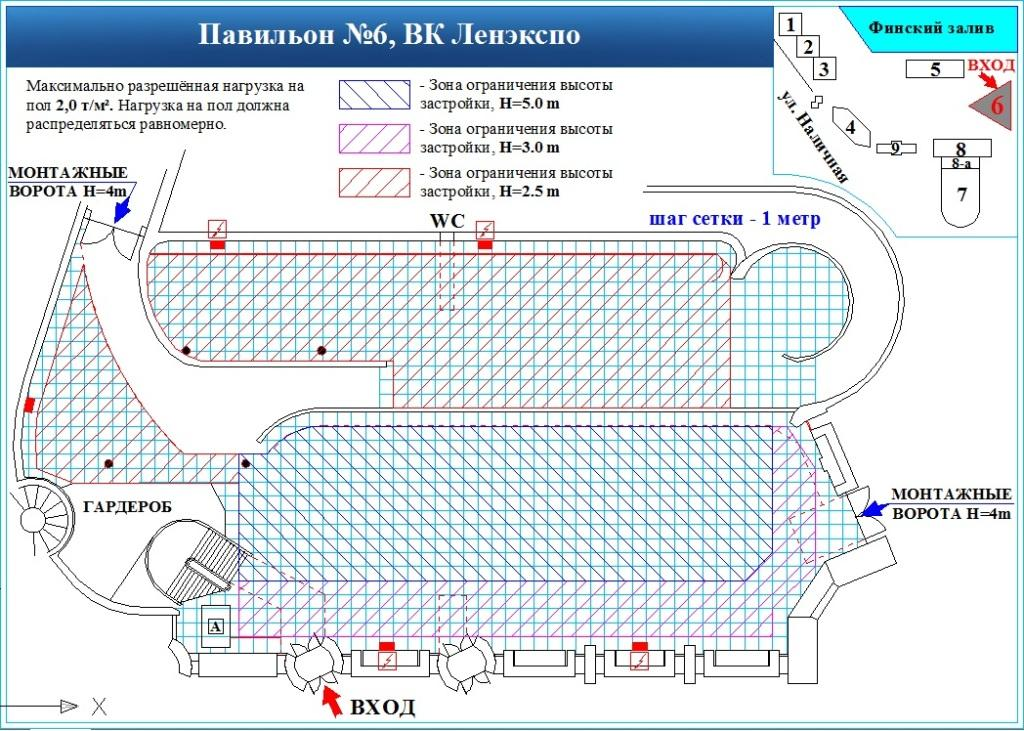 Павильон №6, ВК Ленэкспо
Максимально разрешённая нагрузка на
пол 2,0 т/м². Нагрузка на пол должна
распределяться равномерно.
- Зона ограничения высоты
застройки, H=5.0 m
- Зона ограничения высоты
застройки, H=3.0 m
- Зона ограничения высоты
застройки, H=2.5 m
1
2
3
Финский залив
5
ВХОД
6
ул. Наличная
4
9
8
8-а
7
МОНТАЖНЫЕ
ВОРОТА H=4m
WC
шаг сетки - 1 метр
ГАРДЕРОБ
МОНТАЖНЫЕ
ВОРОТА H=4m
A
ВХОД
X